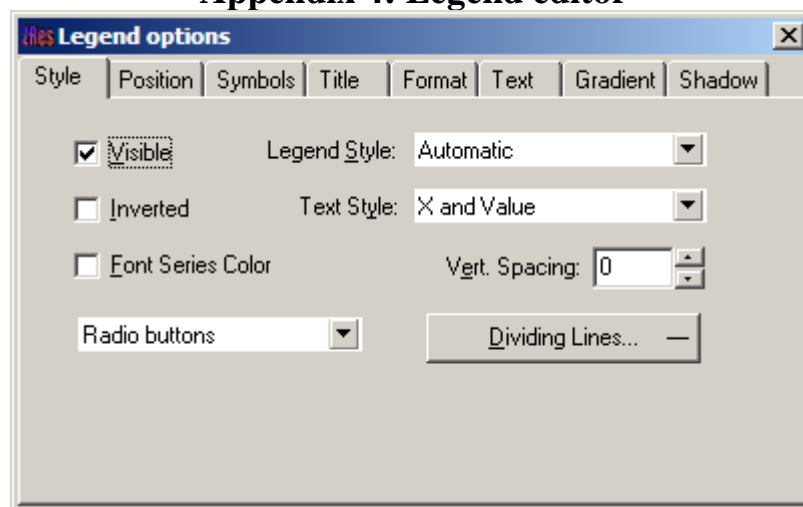 Appendix 4. Legend editor
Legend options
Style Position Symbols Title Format Text Gradient Shadow
Visible Legend Style: Automatic
Inverted Text Style: X and Value
Font Series Color Vert. Spacing: 0
Radio buttons Dividing Lines...